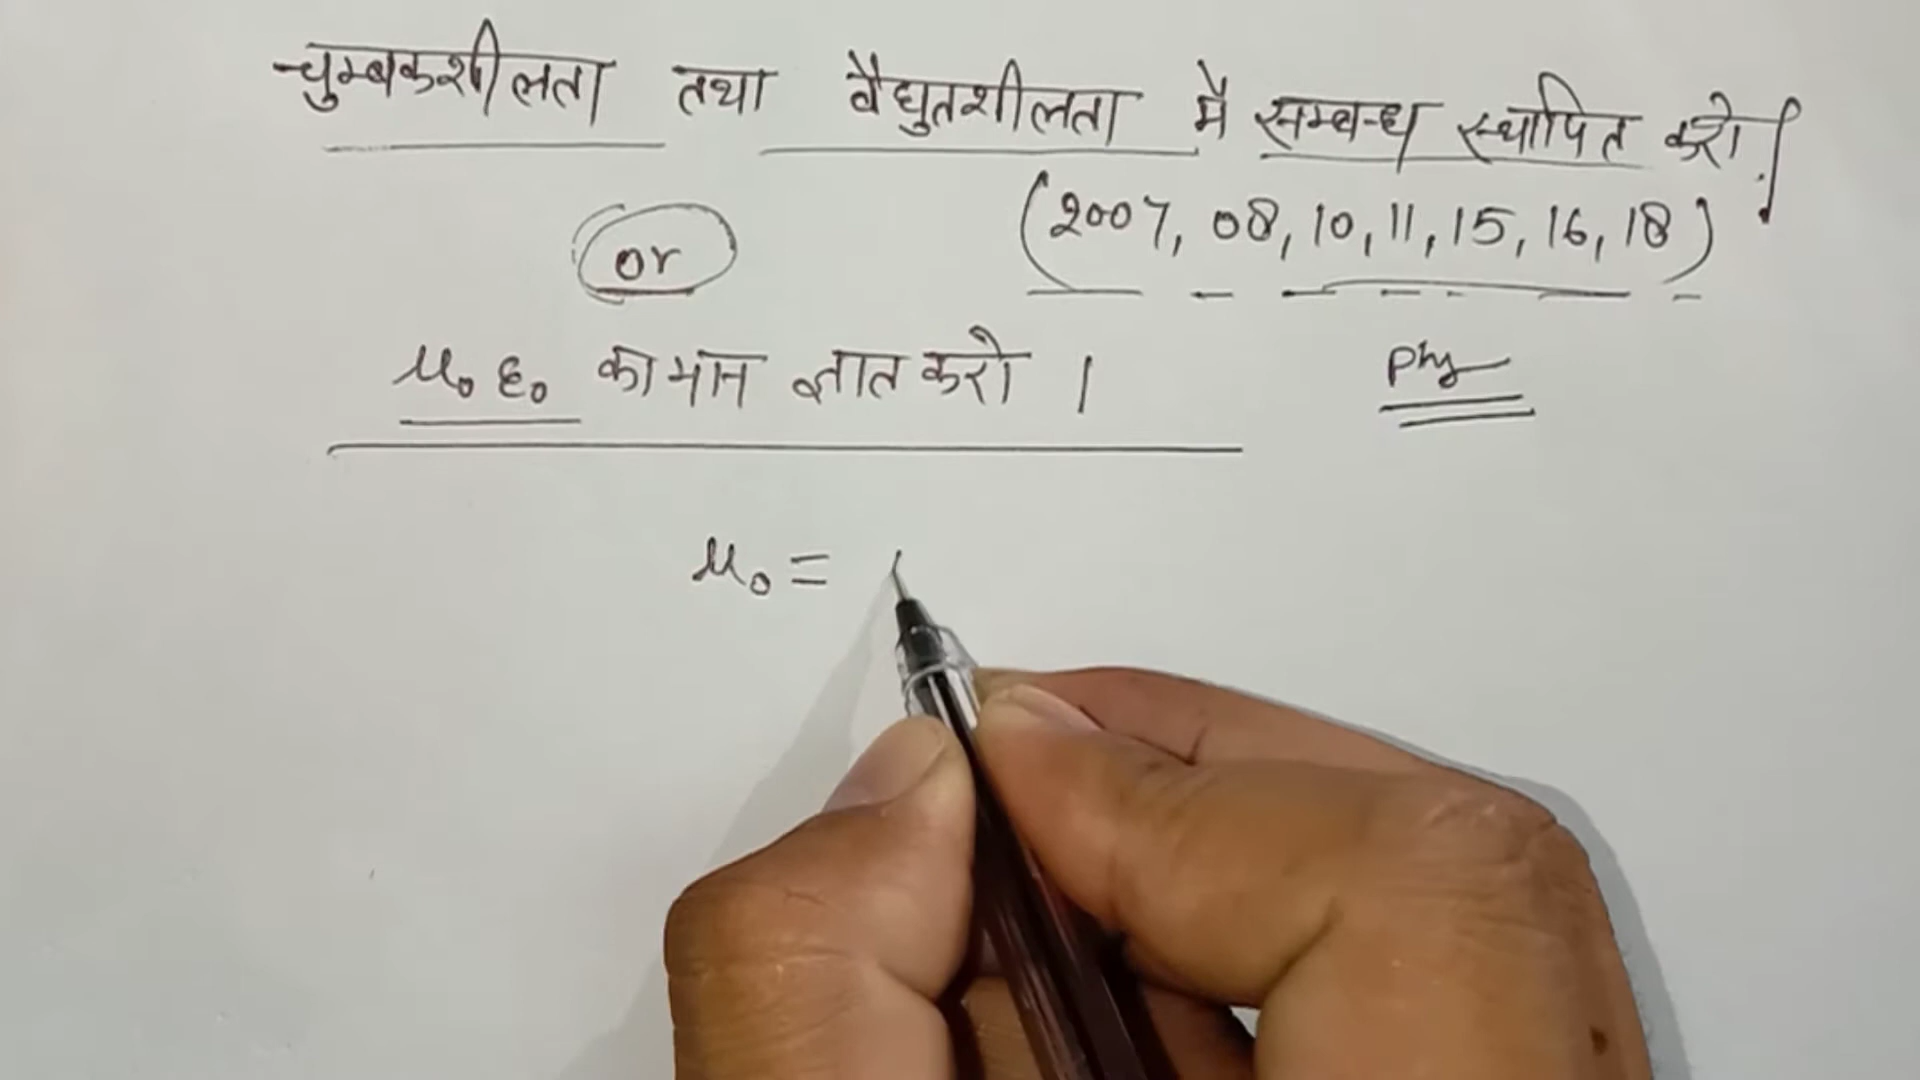 चुम्बकशीलता तथा वैद्युतशीलता में सम्बन्ध स्थापित करो।
(2007, 08, 10, 11, 15, 16, 18)
or
μ₀ ε₀ का मान ज्ञात करो।
Phy
μ₀ =